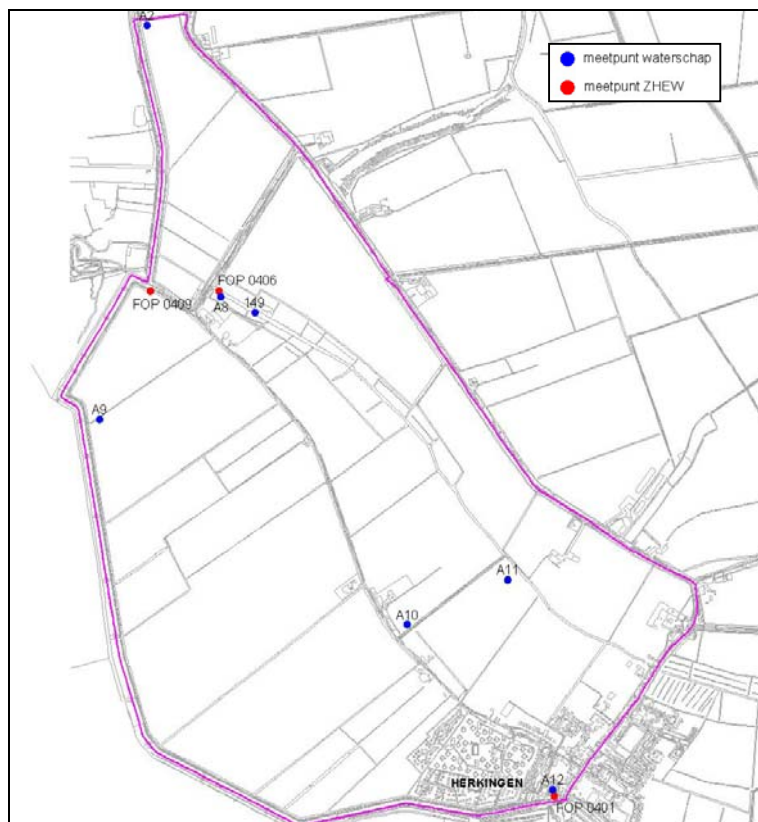 A2
meetpunt waterschap
meetpunt ZHEW
FOP 0406
FOP 0409
A8
149
A9
A11
A10
HERKINGEN
A12
FOP 0401